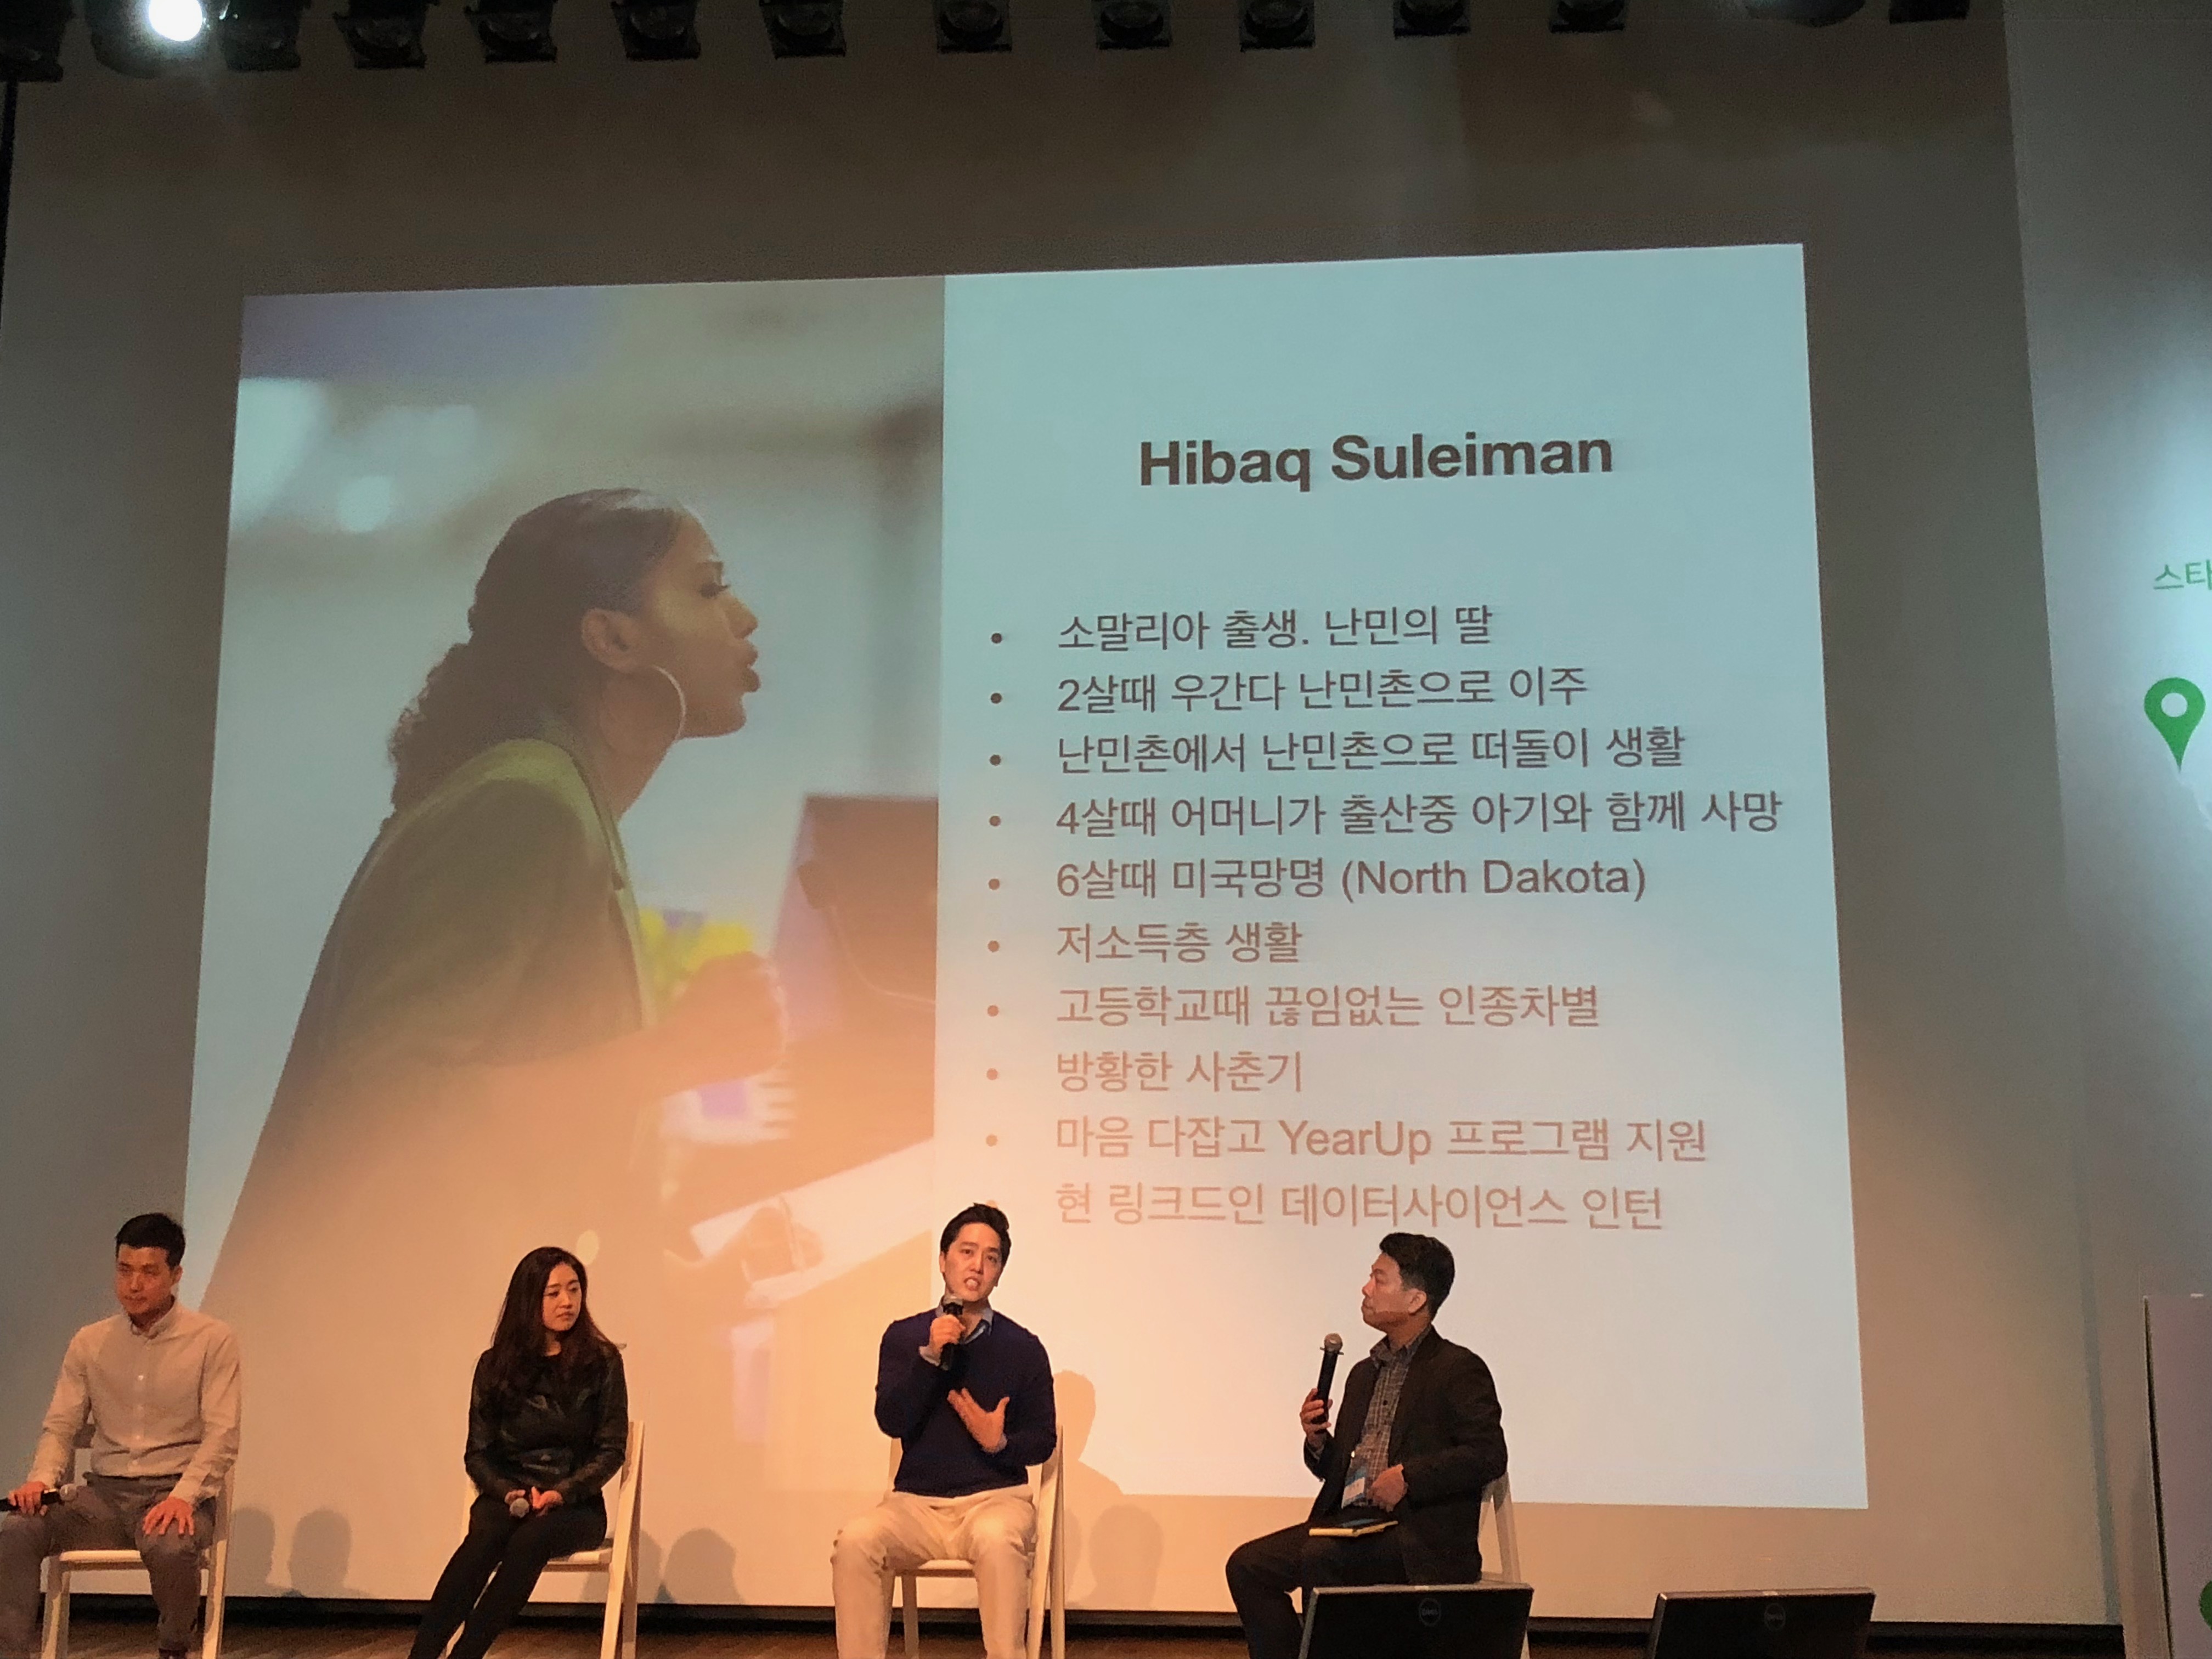 Hibaq Suleiman
• 소말리아 출생. 난민의 딸
• 2살때 우간다 난민촌으로 이주
• 난민촌에서 난민촌으로 떠돌이 생활
• 4살때 어머니가 출산중 아기와 함께 사망
• 6살때 미국망명 (North Dakota)
• 저소득층 생활
• 고등학교때 끊임없는 인종차별
• 방황한 사춘기
• 마음 다잡고 YearUp 프로그램 지원
• 현 링크드인 데이터사이언스 인턴
스타
DELL